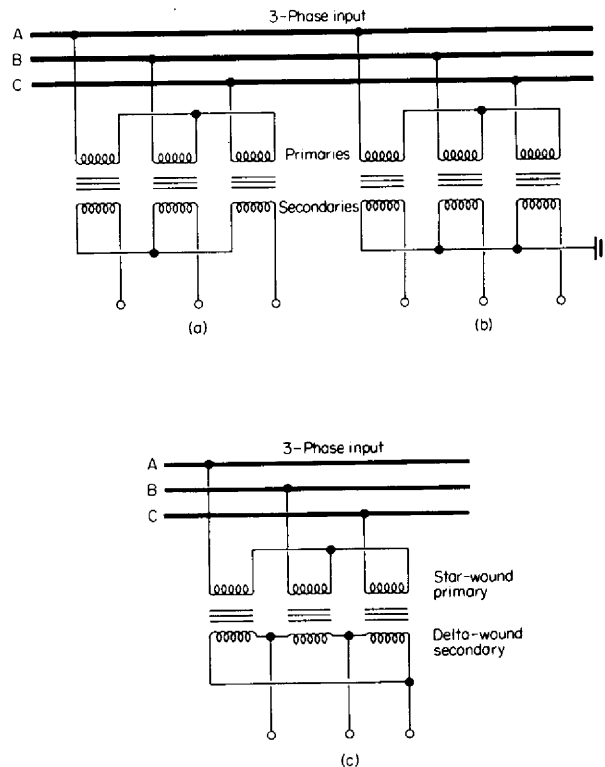 3-Phase input
A
B
C
Primaries
Secondaries
(a)
(b)
3-Phase input
A
B
C
Star-wound
primary
Delta-wound
secondary
(c)